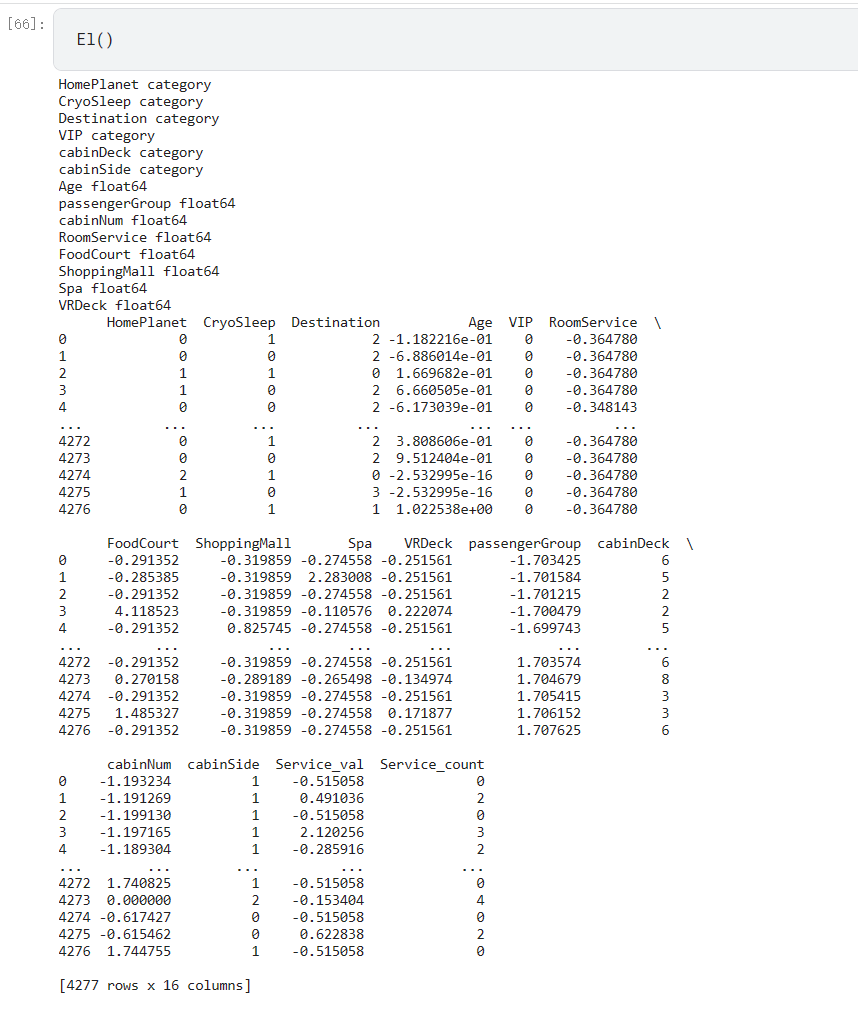 [66]:
El()
HomePlanet category
CryoSleep category
Destination category
VIP category
cabinDeck category
cabinSide category
Age float64
passengerGroup float64
cabinNum float64
RoomService float64
FoodCourt float64
ShoppingMall float64
Spa float64
VRDeck float64
      HomePlanet  CryoSleep  Destination           Age  VIP  RoomService  \
0              0          1            2 -1.182216e-01    0    -0.364780
1              0          0            2 -6.886014e-01    0    -0.364780
2              1          1            0  1.669682e-01    0    -0.364780
3              1          0            2  6.660505e-01    0    -0.364780
4              0          0            2 -6.173039e-01    0    -0.348143
...          ...        ...          ...           ...  ...          ...
4272           0          1            2  3.808606e-01    0    -0.364780
4273           0          0            2  9.512404e-01    0    -0.364780
4274           2          1            0 -2.532995e-16    0    -0.364780
4275           1          0            3 -2.532995e-16    0    -0.364780
4276           0          1            1  1.022538e+00    0    -0.364780
      FoodCourt  ShoppingMall       Spa    VRDeck  passengerGroup  cabinDeck  \
0     -0.291352     -0.319859 -0.274558 -0.251561       -1.703425          6
1     -0.285385     -0.319859  2.283008 -0.251561       -1.701584          5
2     -0.291352     -0.319859 -0.274558 -0.251561       -1.701215          2
3      4.118523     -0.319859 -0.110576  0.222074       -1.700479          2
4     -0.291352      0.825745 -0.274558 -0.251561       -1.699743          5
...         ...           ...       ...       ...             ...        ...
4272  -0.291352     -0.319859 -0.274558 -0.251561        1.703574          6
4273   0.270158     -0.289189 -0.265498 -0.134974        1.704679          8
4274  -0.291352     -0.319859 -0.274558 -0.251561        1.705415          3
4275   1.485327     -0.319859 -0.274558  0.171877        1.706152          3
4276  -0.291352     -0.319859 -0.274558 -0.251561        1.707625          6
      cabinNum  cabinSide  Service_val  Service_count
0    -1.193234          1    -0.515058              0
1    -1.191269          1     0.491036              2
2    -1.199130          1    -0.515058              0
3    -1.197165          1     2.120256              3
4    -1.189304          1    -0.285916              2
...        ...        ...          ...            ...
4272  1.740825          1    -0.515058              0
4273  0.000000          2    -0.153404              4
4274 -0.617427          0    -0.515058              0
4275 -0.615462          0     0.622838              2
4276  1.744755          1    -0.515058              0
[4277 rows x 16 columns]